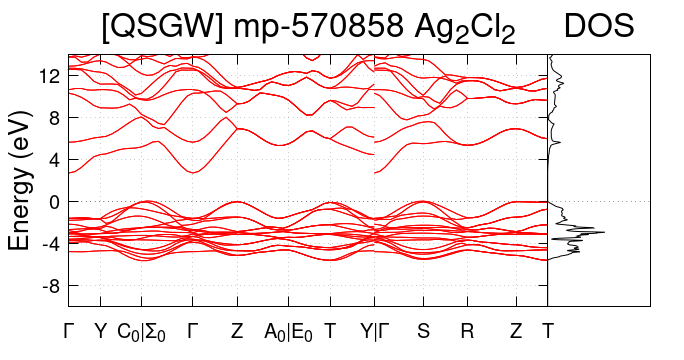 [QSGW] mp-570858 Ag₂Cl₂ DOS
Energy (eV)
12
8
4
0
-4
-8
Γ Y C₀|Σ₀ Γ Z A₀|E₀ T Y|Γ S R Z T